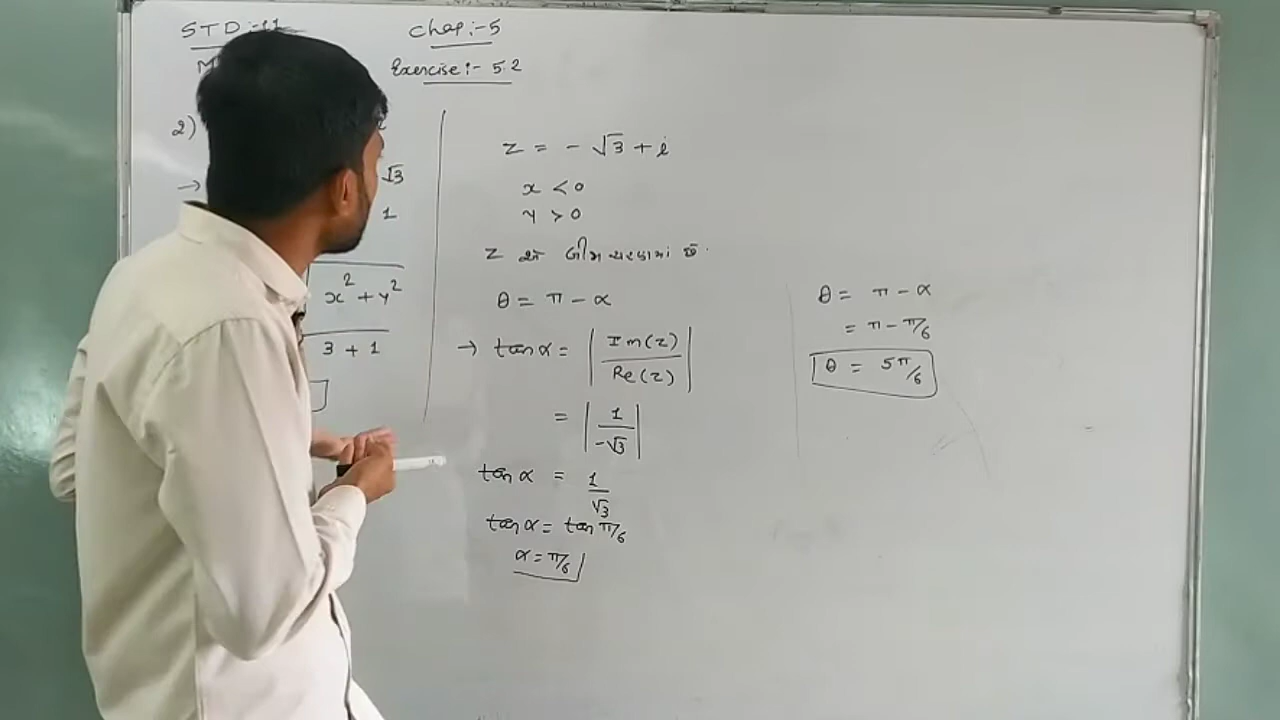 STD:-11
Chap:-5
M
Exercise:- 5.2
2)
→ √3
1
x² + y²
3 + 1
z = - √3 + i
x < 0
y > 0
z એ બીજા ચરણમાં છે.
θ = π - α
→ tan α = | Im(z) / Re(z) |
= | 1 / -√3 |
tan α = 1 / √3
tan α = tan π/6
α = π/6
θ = π - α
= π - π/6
θ = 5π/6